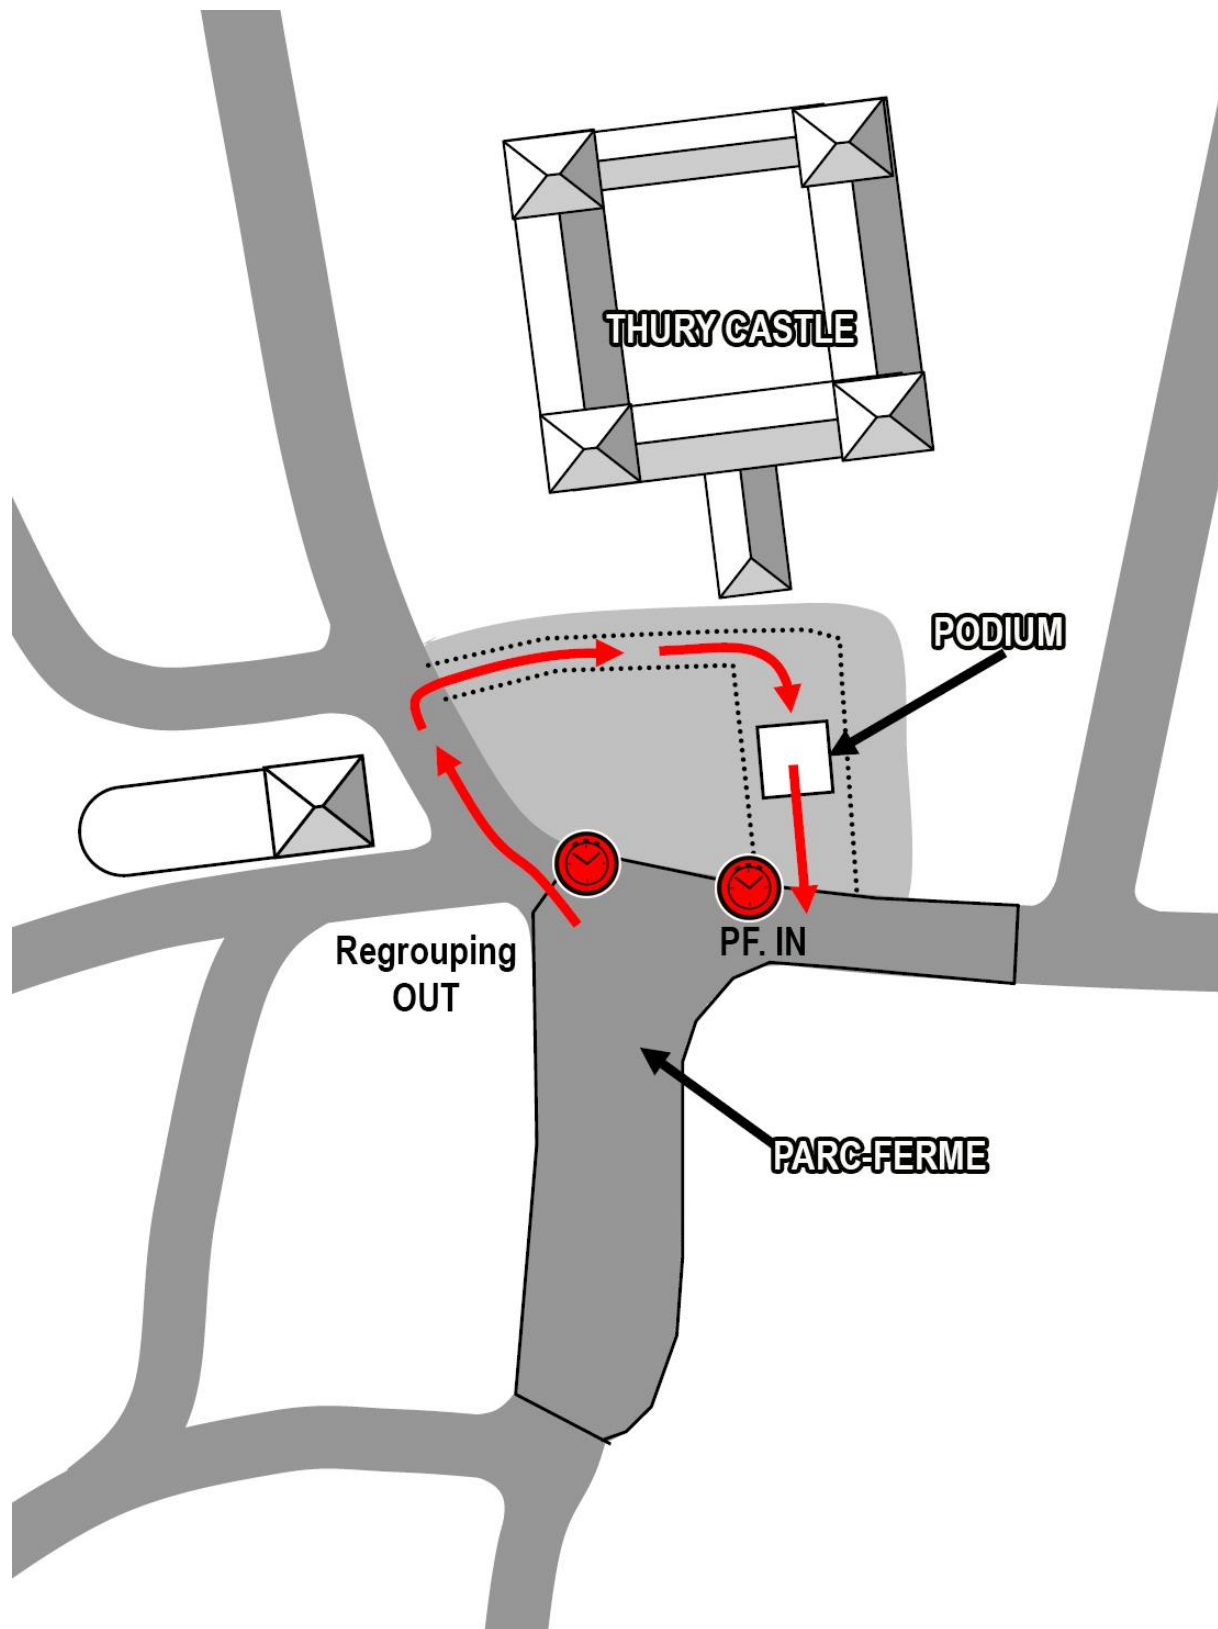 THURY CASTLE
PODIUM
Regrouping
OUT
PF. IN
PARC-FERME